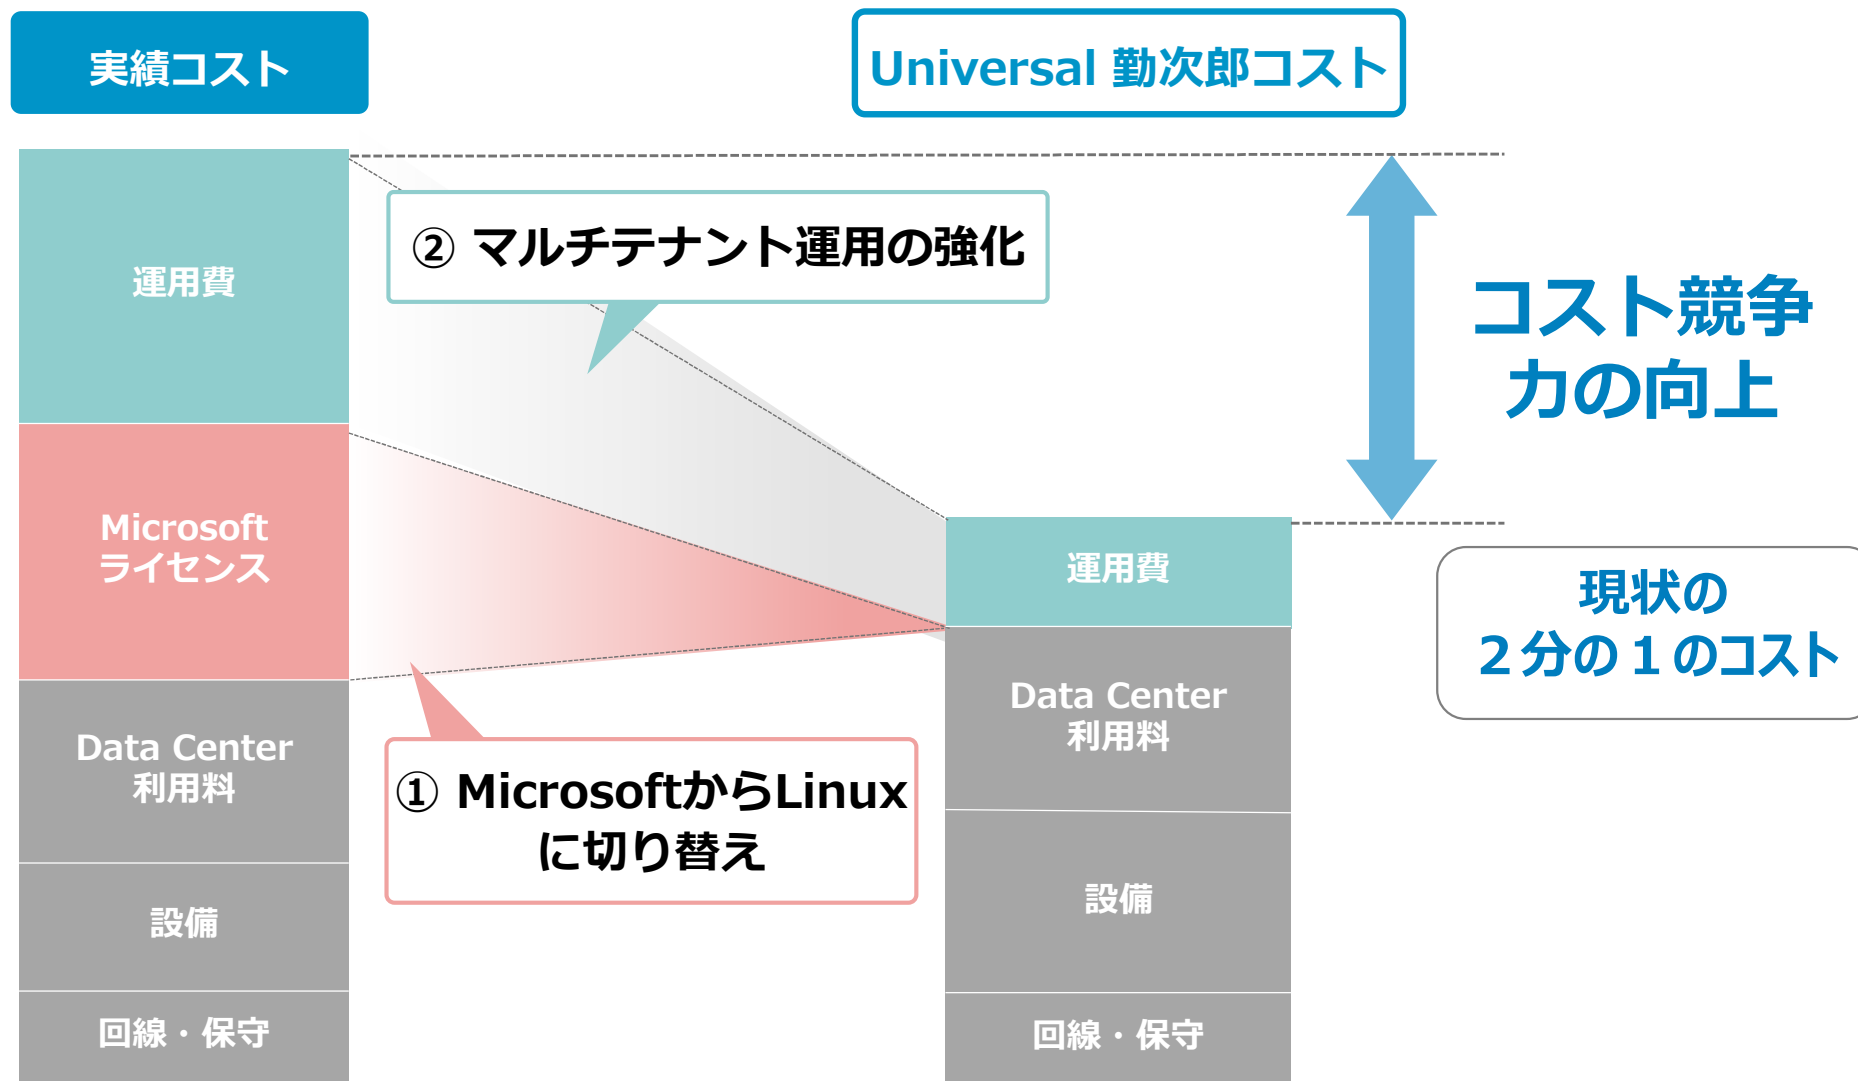 実績コスト
Universal 勤次郎コスト
② マルチテナント運用の強化
運用費
コスト競争
力の向上
Microsoft
ライセンス
運用費
現状の
２分の１のコスト
Data Center
利用料
Data Center
利用料
① MicrosoftからLinux
に切り替え
設備
設備
回線・保守
回線・保守